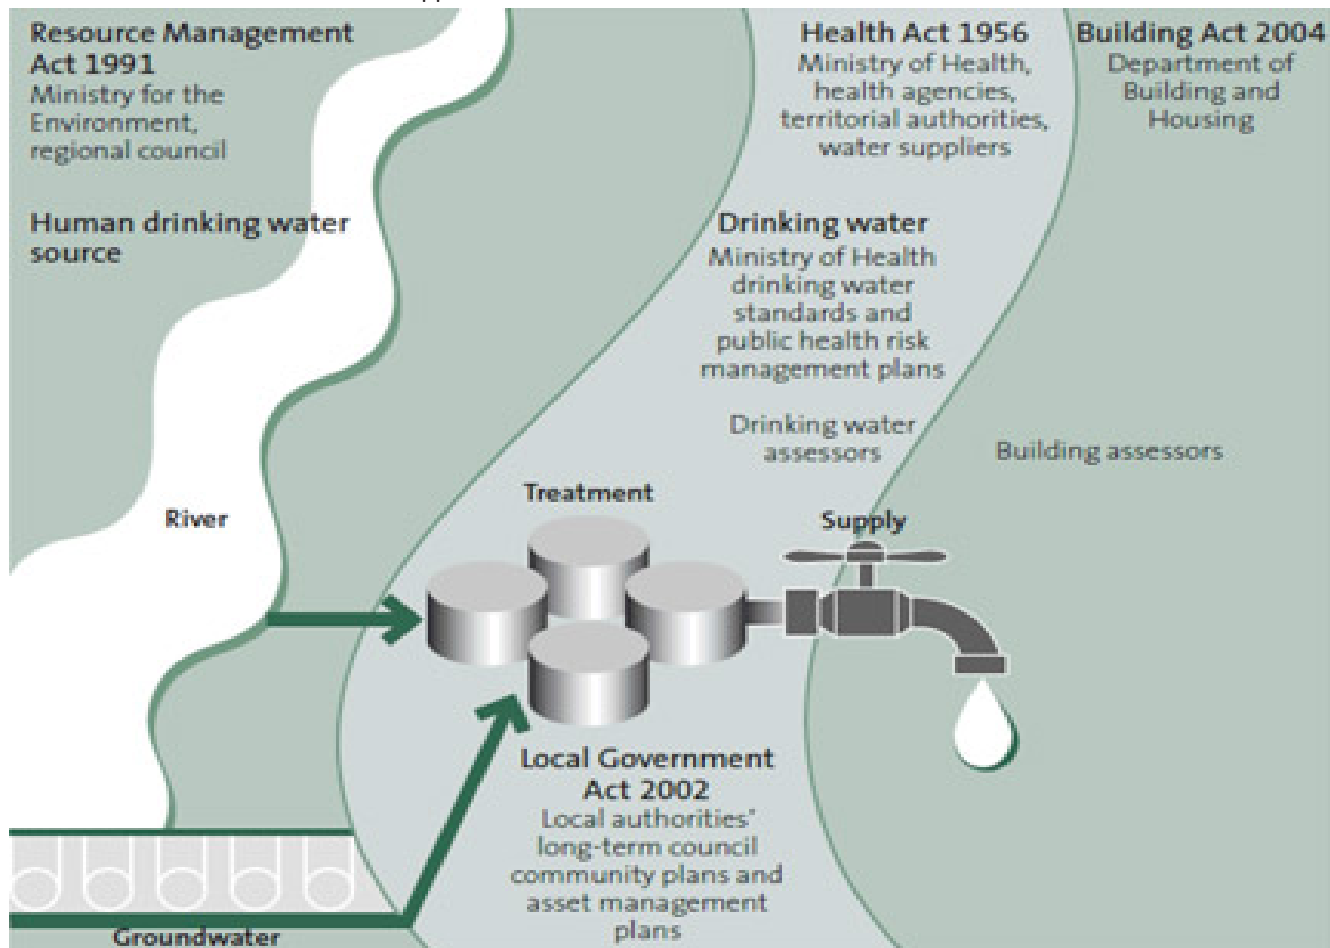 Resource Management
Act 1991
Ministry for the
Environment,
regional council
Human drinking water
source
River
Groundwater
Health Act 1956
Ministry of Health,
health agencies,
territorial authorities,
water suppliers
Drinking water
Ministry of Health
drinking water
standards and
public health risk
management plans
Drinking water
assessors
Treatment
Local Government
Act 2002
Local authorities'
long-term council
community plans and
asset management
plans
Building Act 2004
Department of
Building and
Housing
Building assessors
Supply